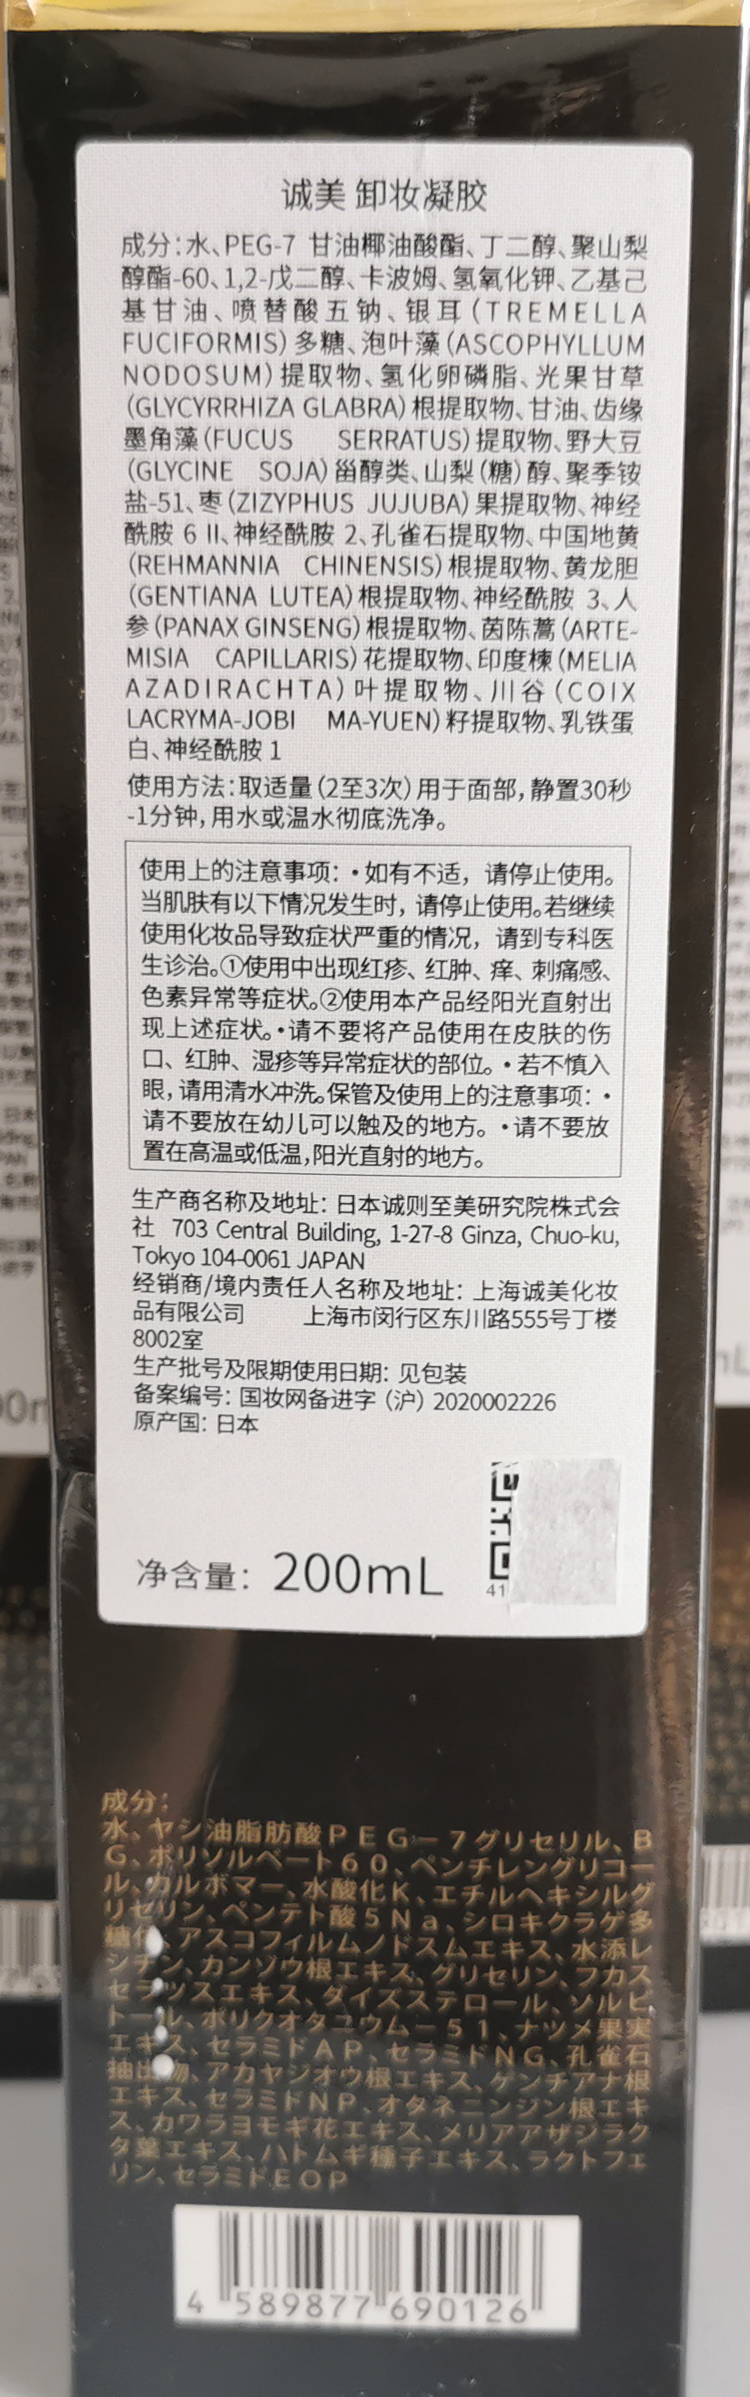 诚美 卸妆凝胶
成分：水、PEG-7 甘油椰油酸酯、丁二醇、聚山梨
醇酯-60、1,2-戊二醇、卡波姆、氢氧化钾、乙基己
基甘油、喷替酸五钠、银耳（TREMELLA
FUCIFORMIS）多糖、泡叶藻（ASCOPHYLLUM
NODOSUM）提取物、氢化卵磷脂、光果甘草
（GLYCYRRHIZA GLABRA）根提取物、甘油、齿缘
墨角藻（FUCUS SERRATUS）提取物、野大豆
（GLYCINE SOJA）甾醇类、山梨（糖）醇、聚季铵
盐-51、枣（ZIZYPHUS JUJUBA）果提取物、神经
酰胺 6 II、神经酰胺 2、孔雀石提取物、中国地黄
（REHMANNIA CHINENSIS）根提取物、黄龙胆
（GENTIANA LUTEA）根提取物、神经酰胺 3、人
参（PANAX GINSENG）根提取物、茵陈蒿（ARTE-
MISIA CAPILLARIS）花提取物、印度楝（MELIA
AZADIRACHTA）叶提取物、川谷（COIX
LACRYMA-JOBI MA-YUEN）籽提取物、乳铁蛋
白、神经酰胺 1
使用方法：取适量（2至3次）用于面部，静置30秒
-1分钟，用水或温水彻底洗净。
使用上的注意事项：•如有不适，请停止使用。
当肌肤有以下情况发生时，请停止使用。若继续
使用化妆品导致症状严重的情况，请到专科医
生诊治。①使用中出现红疹、红肿、痒、刺痛感、
色素异常等症状。②使用本产品经阳光直射出
现上述症状。•请不要将产品使用在皮肤的伤
口、红肿、湿疹等异常症状的部位。•若不慎入
眼，请用清水冲洗。保管及使用上的注意事项：•
请不要放在幼儿可以触及的地方。•请不要放
置在高温或低温，阳光直射的地方。
生产商名称及地址：日本诚则至美研究院株式会
社 703 Central Building, 1-27-8 Ginza, Chuo-ku,
Tokyo 104-0061 JAPAN
经销商/境内责任人名称及地址：上海诚美化妆
品有限公司 上海市闵行区东川路555号丁楼
8002室
生产批号及限期使用日期：见包装
备案编号：国妆网备进字（沪）2020002226
原产国：日本
净含量：200mL
41
成分：
水、ヤシ油脂肪酸ＰＥＧ－７グリセリル、Ｂ
Ｇ、ポリソルベート６０、ペンチレングリコー
ル、カルボマー、水酸化Ｋ、エチルヘキシルグ
リセリン、ペンテト酸５Ｎａ、シロキクラゲ多
糖体、アスコフィルムノドスムエキス、水添レ
シチン、カンゾウ根エキス、グリセリン、フカス
セラツスエキス、ダイズステロール、ソルビ
トール、ポリクオタニウム－５１、ナツメ果実
エキス、セラミドＡＰ、セラミドＮＧ、孔雀石
抽出物、アカヤジオウ根エキス、ゲンチアナ根
エキス、セラミドＮＰ、オタネニンジン根エキ
ス、カワラヨモギ花エキス、メリアアザジラク
タ葉エキス、ハトムギ種子エキス、ラクトフェ
リン、セラミドＥＯＰ
4 589877 690126